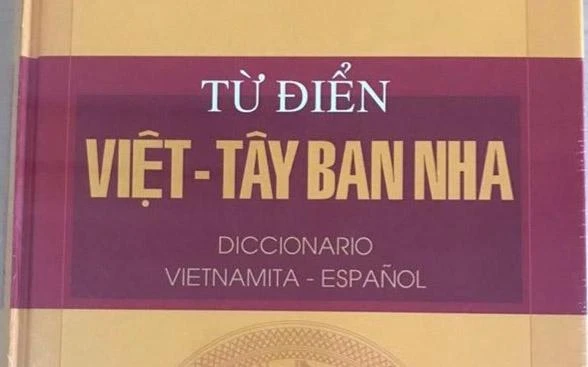 TỪ ĐIỂN
VIỆT - TÂY BAN NHA
DICCIONARIO
VIETNAMITA - ESPAÑOL